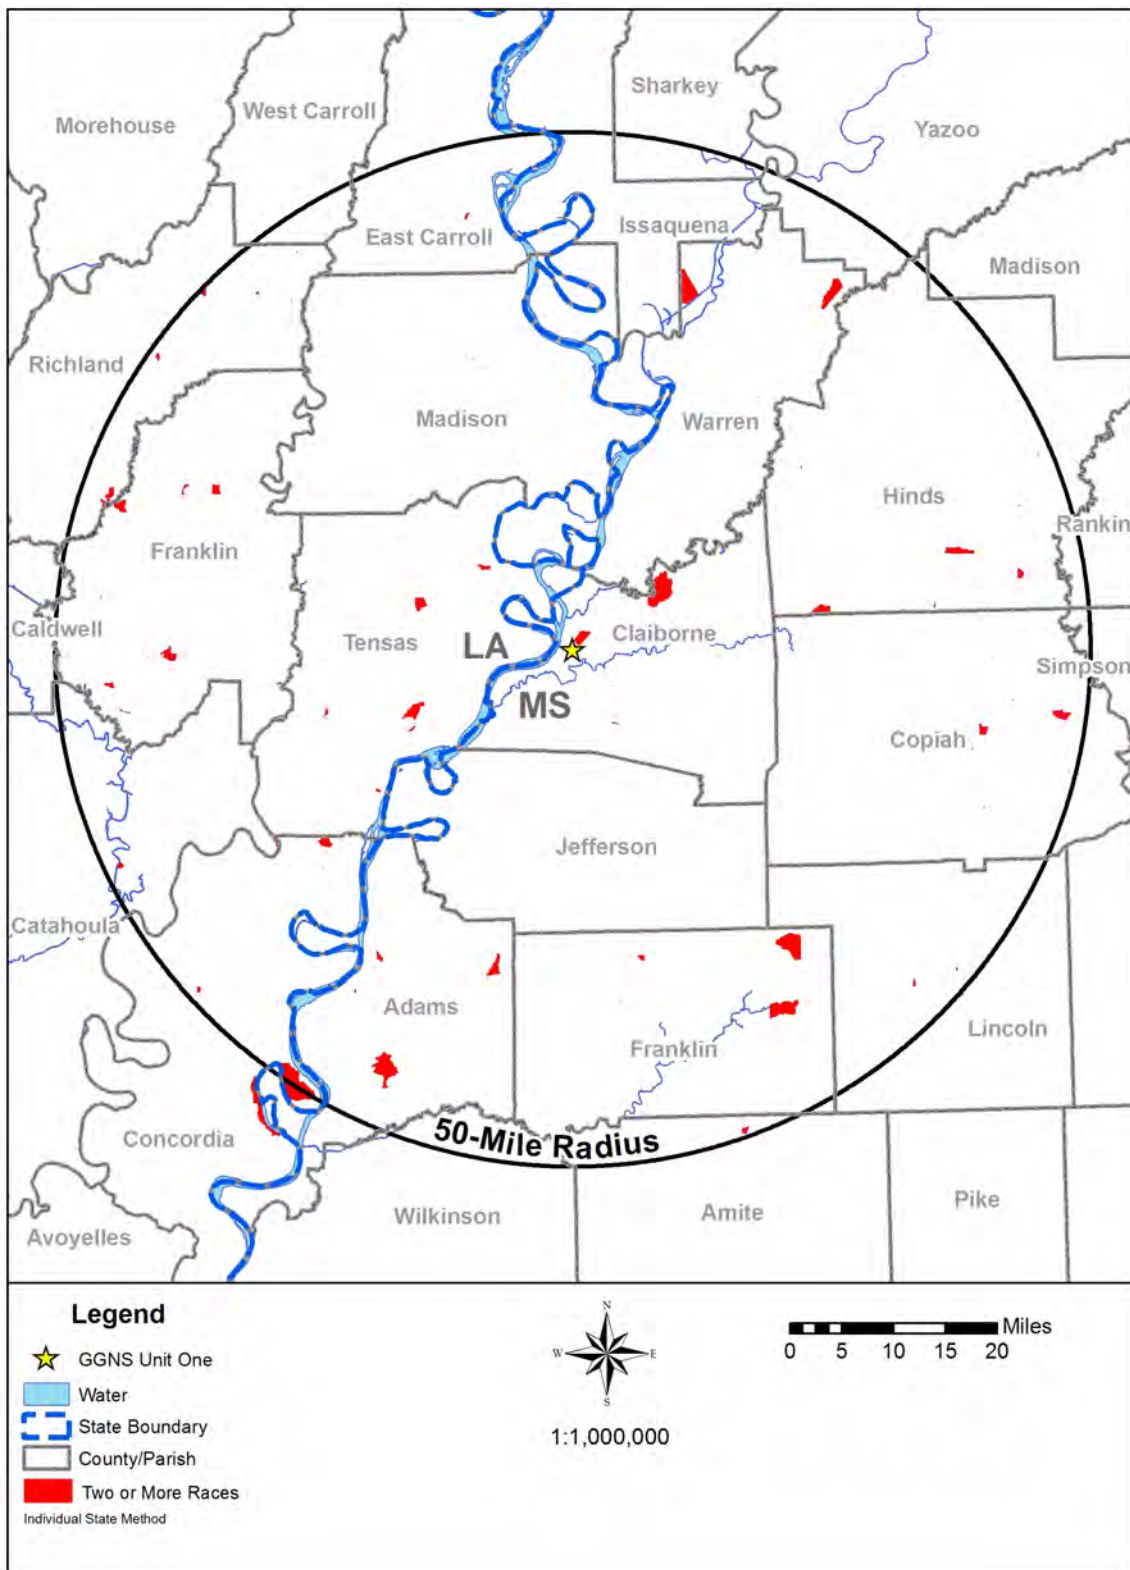 Sharkey
West Carroll
Morehouse
Yazoo
Issaquena
East Carroll
Madison
Richland
Madison
Warren
Hinds
Rankin
Franklin
Caldwell
Claiborne
Tensas
LA
Simpson
MS
Copiah
Jefferson
Catahoula
Adams
Lincoln
Franklin
Concordia
50-Mile Radius
Pike
Wilkinson
Amite
Avoyelles
Legend
GGNS Unit One
Water
State Boundary
County/Parish
Two or More Races
Individual State Method
N
W E
S
1:1,000,000
Miles
0 5 10 15 20